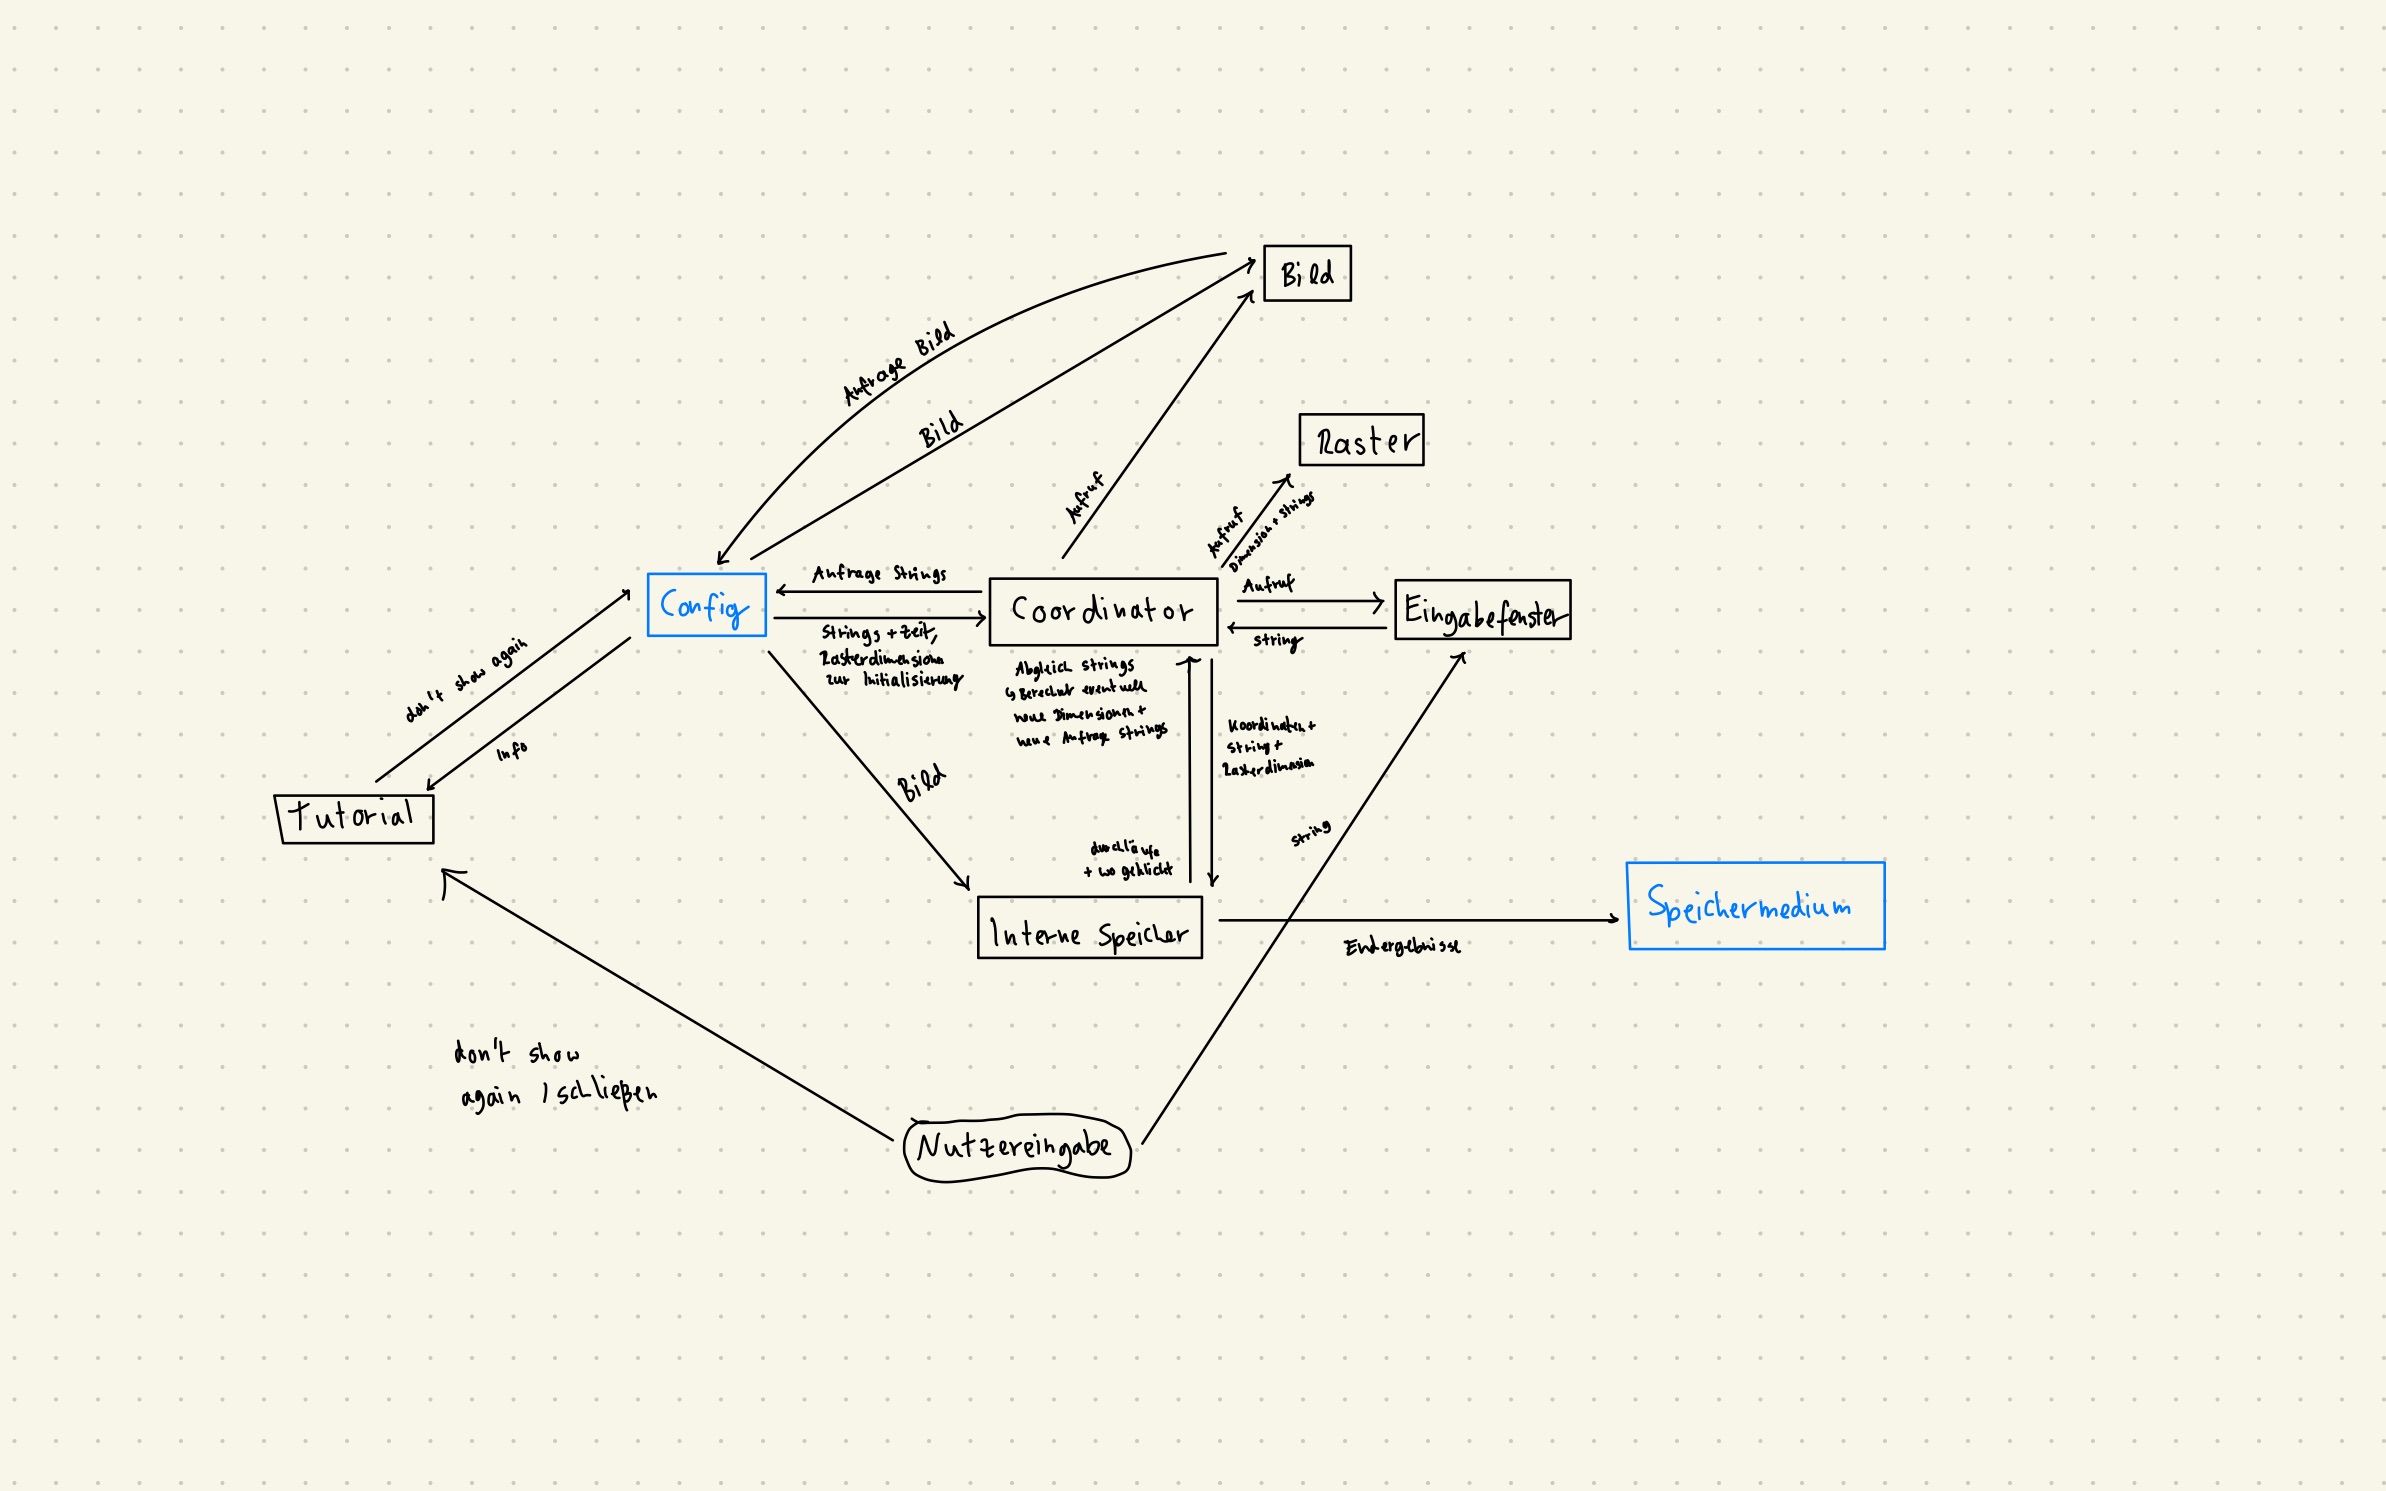 Bild
Anfrage Bild
Bild
Raster
Aufruf
Aufruf
Dimension + Strings
Anfrage Strings
Aufruf
Config
Coordinator
Eingabefenster
Strings + Zeit,
Rasterdimension
zur Initialisierung
string
don't show again
Abgleich Strings
↳ Berechnet eventuell
neue Dimensionen +
neue Anfrage Strings
Koordinaten +
String +
Rasterdimension
Info
Bild
Tutorial
string
durchläufe
+ wo geklickt
Speichermedium
Interne Speicher
Endergebnisse
don't show
again / schließen
Nutzereingabe